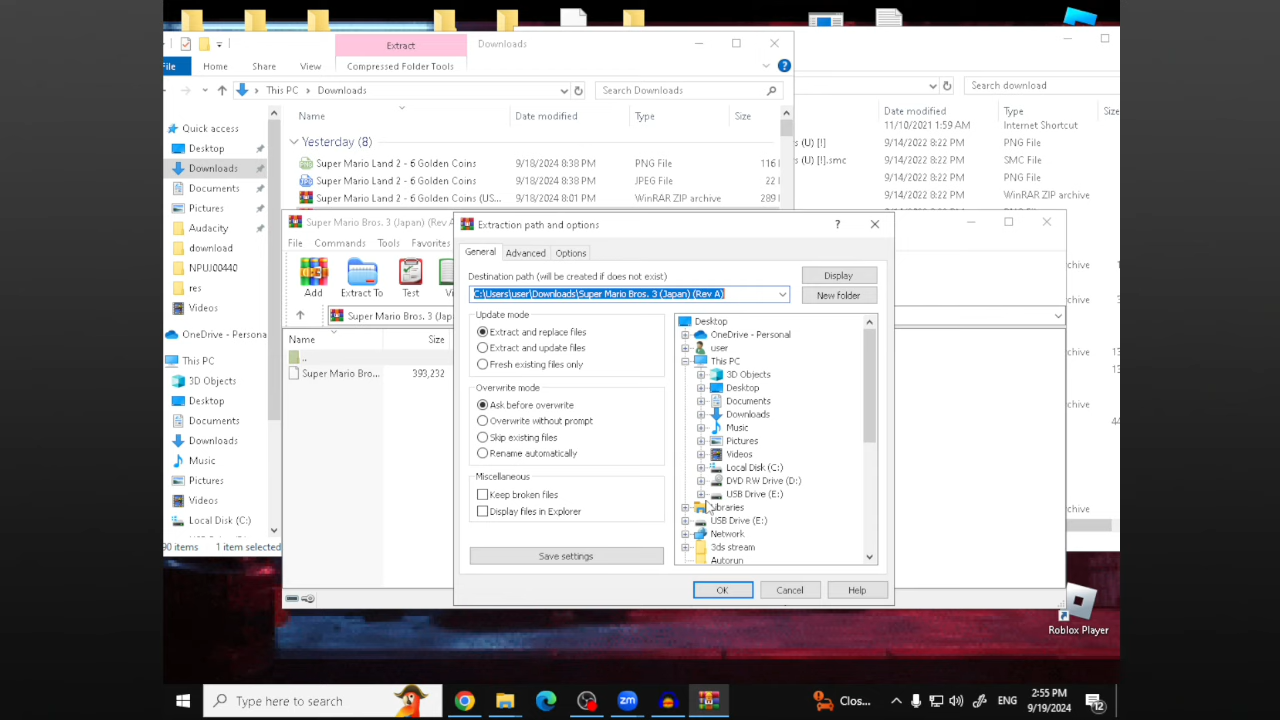 Extract
Downloads
File
Home
Share
View
Compressed Folder Tools
This PC
Downloads
Search Downloads
Search download
Name
Date modified
Type
Size
Date modified
Type
Quick access
Desktop
Downloads
Documents
Pictures
Audacity
download
NPUJ00440
res
Videos
OneDrive - Personal
This PC
3D Objects
Desktop
Documents
Downloads
Music
Pictures
Videos
Local Disk (C:)
90 items
1 item selected
Yesterday (8)
Super Mario Land 2 - 6 Golden Coins 9/18/2024 8:38 PM PNG File 116
Super Mario Land 2 - 6 Golden Coins 9/18/2024 8:38 PM JPEG File 22
Super Mario Land 2 - 6 Golden Coins (US... 9/18/2024 8:01 PM WinRAR ZIP archive 289
11/10/2021 1:59 AM Internet Shortcut
s (U) [!] 9/14/2022 8:22 PM PNG File
s (U) [!].smc 9/14/2022 8:22 PM SMC File
9/14/2022 8:22 PM PNG File
9/14/2022 8:22 PM
Super Mario Bros. 3 (Japan) (Rev A
File
Commands
Tools
Favorites
Add
Extract To
Test
Super Mario Bros. 3 (Jap
Name
Size
..
Super Mario Bro... 393,232
Extraction path and options
?
General
Advanced
Options
Destination path (will be created if does not exist)
Display
C:\Users\user\Downloads\Super Mario Bros. 3 (Japan) (Rev A)
New folder
Update mode
Extract and replace files
Extract and update files
Fresh existing files only
Overwrite mode
Ask before overwrite
Overwrite without prompt
Skip existing files
Rename automatically
Miscellaneous
Keep broken files
Display files in Explorer
Save settings
Desktop
OneDrive - Personal
user
This PC
3D Objects
Desktop
Documents
Downloads
Music
Pictures
Videos
Local Disk (C:)
DVD RW Drive (D:)
USB Drive (E:)
Libraries
USB Drive (E:)
Network
3ds stream
Autorun
OK
Cancel
Help
Roblox Player
Type here to search
zm
Clos...
ENG
2:55 PM
9/19/2024
12